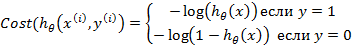 Cost(hθ(x⁽ⁱ⁾, y⁽ⁱ⁾) = { −log(hθ(x)) если y = 1
−log(1 − hθ(x)) если y = 0